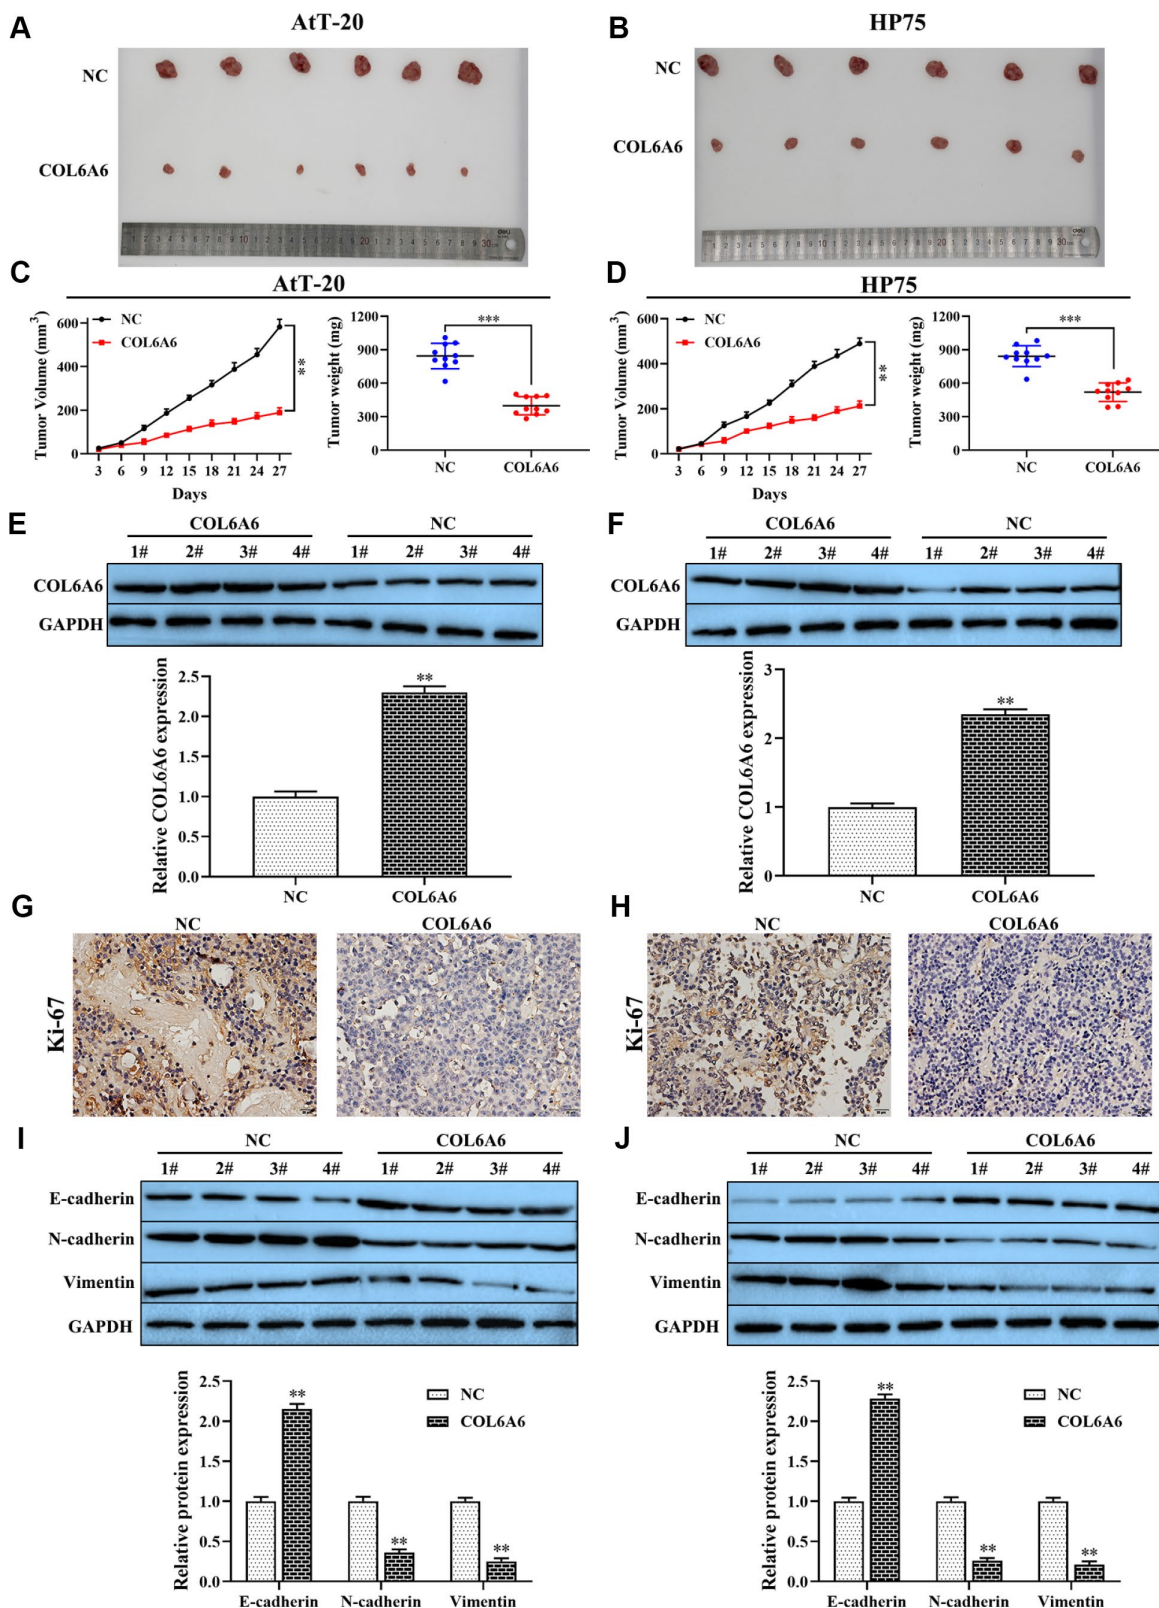 A AtT-20
B HP75
NC
COL6A6
NC
COL6A6
C AtT-20
D HP75
Tumor Volume (mm3)
600
400
200
0
NC
COL6A6
**
3 6 9 12 15 18 21 24 27
Days
Tumor weight (mg)
1200
900
600
300
0
***
NC COL6A6
Tumor Volume (mm3)
600
400
200
0
NC
COL6A6
**
3 6 9 12 15 18 21 24 27
Days
Tumor weight (mg)
1200
900
600
300
0
***
NC COL6A6
E
COL6A6 NC
1# 2# 3# 4# 1# 2# 3# 4#
COL6A6
GAPDH
Relative COL6A6 expression
2.5
2.0
1.5
1.0
0.5
0.0
**
NC COL6A6
F
COL6A6 NC
1# 2# 3# 4# 1# 2# 3# 4#
COL6A6
GAPDH
Relative COL6A6 expression
3
2
1
0
**
NC COL6A6
G
NC COL6A6
Ki-67
H
NC COL6A6
Ki-67
I
NC COL6A6
1# 2# 3# 4# 1# 2# 3# 4#
E-cadherin
N-cadherin
Vimentin
GAPDH
Relative protein expression
2.5
2.0
1.5
1.0
0.5
0.0
NC
COL6A6
** ** **
E-cadherin N-cadherin Vimentin
J
NC COL6A6
1# 2# 3# 4# 1# 2# 3# 4#
E-cadherin
N-cadherin
Vimentin
GAPDH
Relative protein expression
2.5
2.0
1.5
1.0
0.5
0.0
NC
COL6A6
** ** **
E-cadherin N-cadherin Vimentin